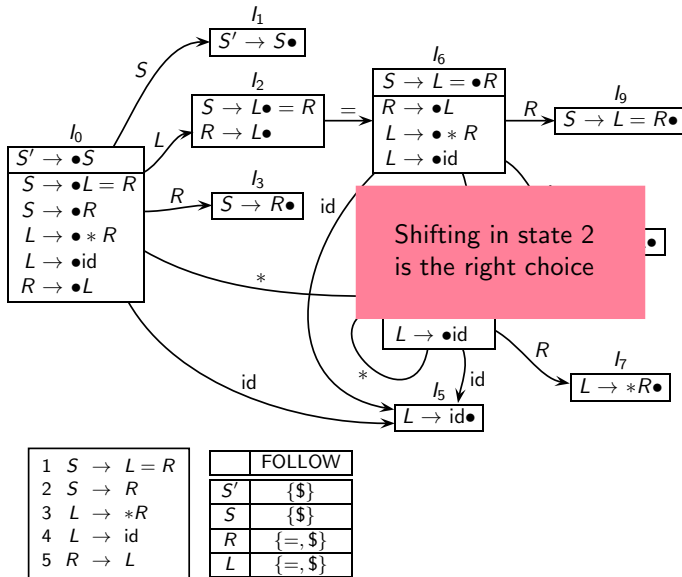 I₁
S′ → S●
S
I₆
S → L = ●R
R → ●L
L → ● ∗ R
L → ●id
I₂
S → L● = R
R → L●
=
R
I₉
S → L = R●
L
I₀
S′ → ●S
S → ●L = R
S → ●R
L → ● ∗ R
L → ●id
R → ●L
R
I₃
S → R●
id
Shifting in state 2
is the right choice
●
∗
L → ●id
R
I₇
L → ∗R●
∗
id
id
I₅
L → id●
1 S → L = R
2 S → R
3 L → ∗R
4 L → id
5 R → L
FOLLOW
S′ {$}
S {$}
R {=, $}
L {=, $}